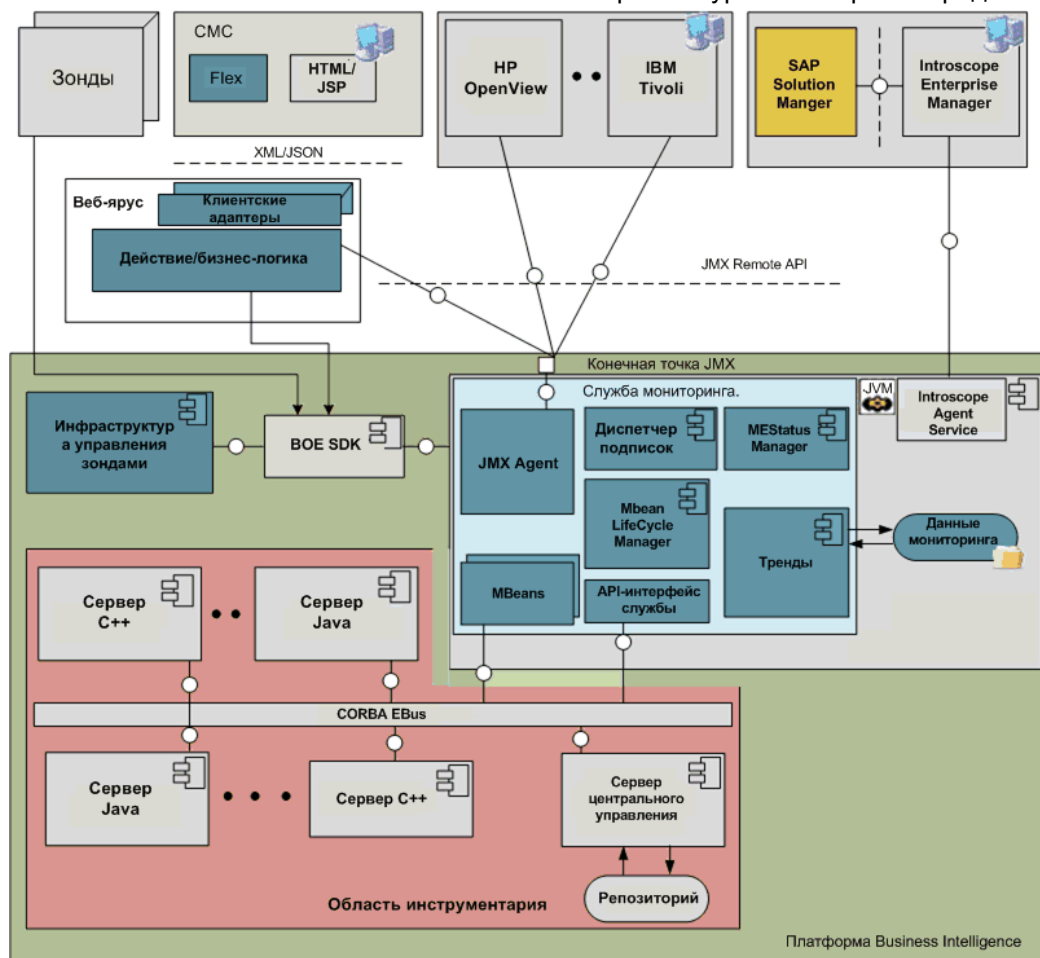 Зонды
CMC
Flex
HTML/
JSP
HP
OpenView
IBM
Tivoli
SAP
Solution
Manger
Introscope
Enterprise
Manager
XML/JSON
Веб-ярус
Клиентские
адаптеры
Действие/бизнес-логика
JMX Remote API
Конечная точка JMX
Служба мониторинга.
JVM
Introscope
Agent
Service
Инфраструктур
а управления
зондами
BOE SDK
JMX Agent
Диспетчер
подписок
MEStatus
Manager
Mbean
LifeCycle
Manager
Тренды
Данные
мониторинга
MBeans
API-интерфейс
службы
Сервер
C++
Сервер
Java
CORBA EBus
Сервер
Java
Сервер C++
Сервер
центрального
управления
Репозиторий
Область инструментария
Платформа Business Intelligence